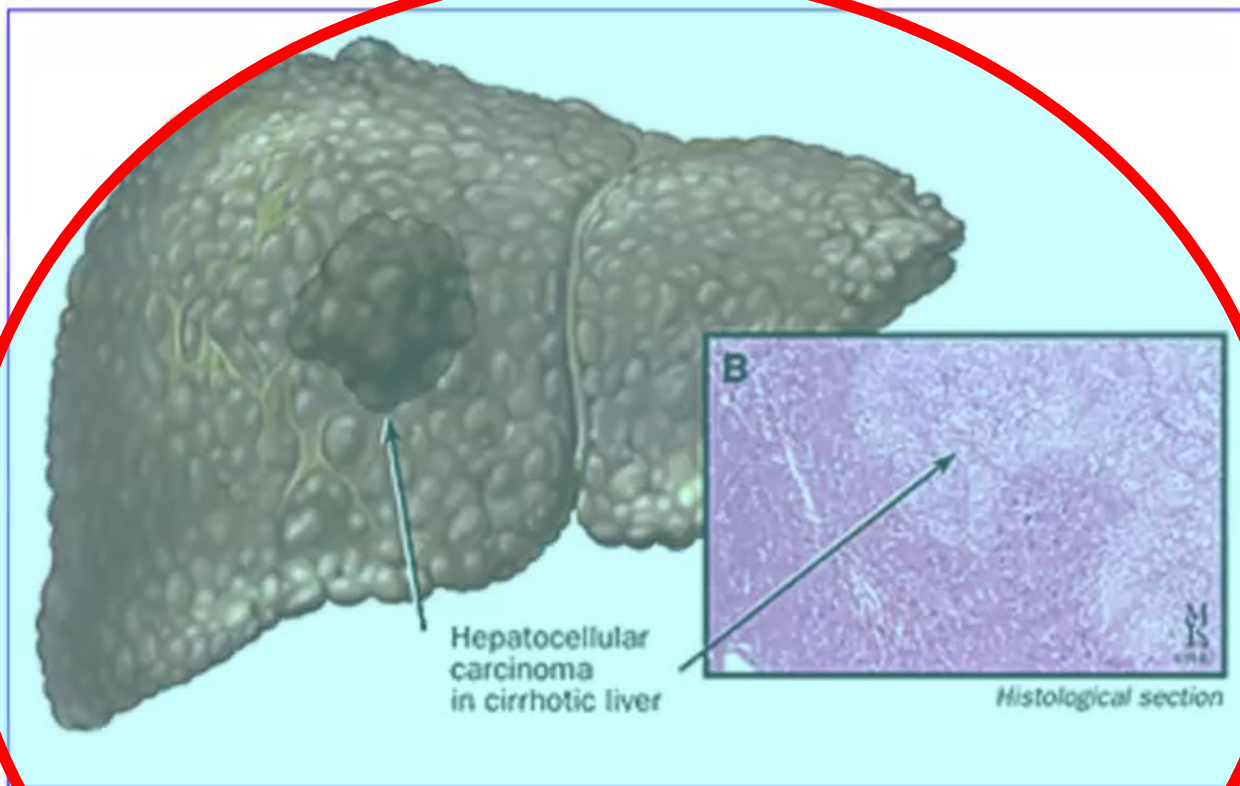 B
Hepatocellular
carcinoma
in cirrhotic liver
Histological section